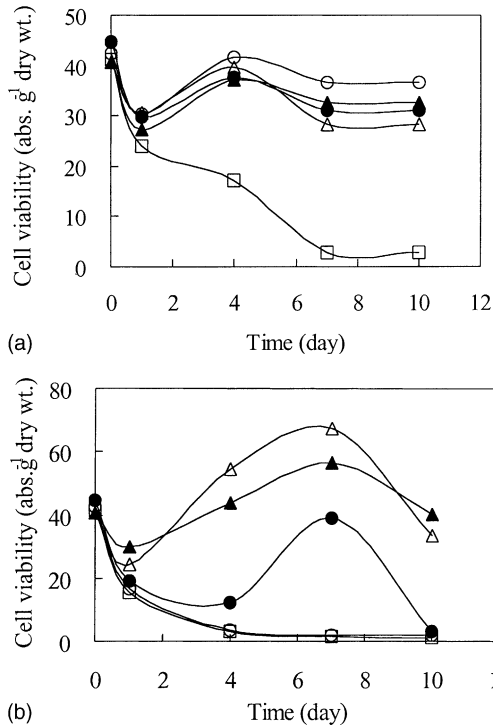 50
40
30
20
10
0
Cell viability (abs. g¹ dry wt.)
0 2 4 6 8 10 12
(a) Time (day)
80
60
40
20
0
Cell viability (abs.g¹ dry wt.)
0 2 4 6 8 10
(b) Time (day)